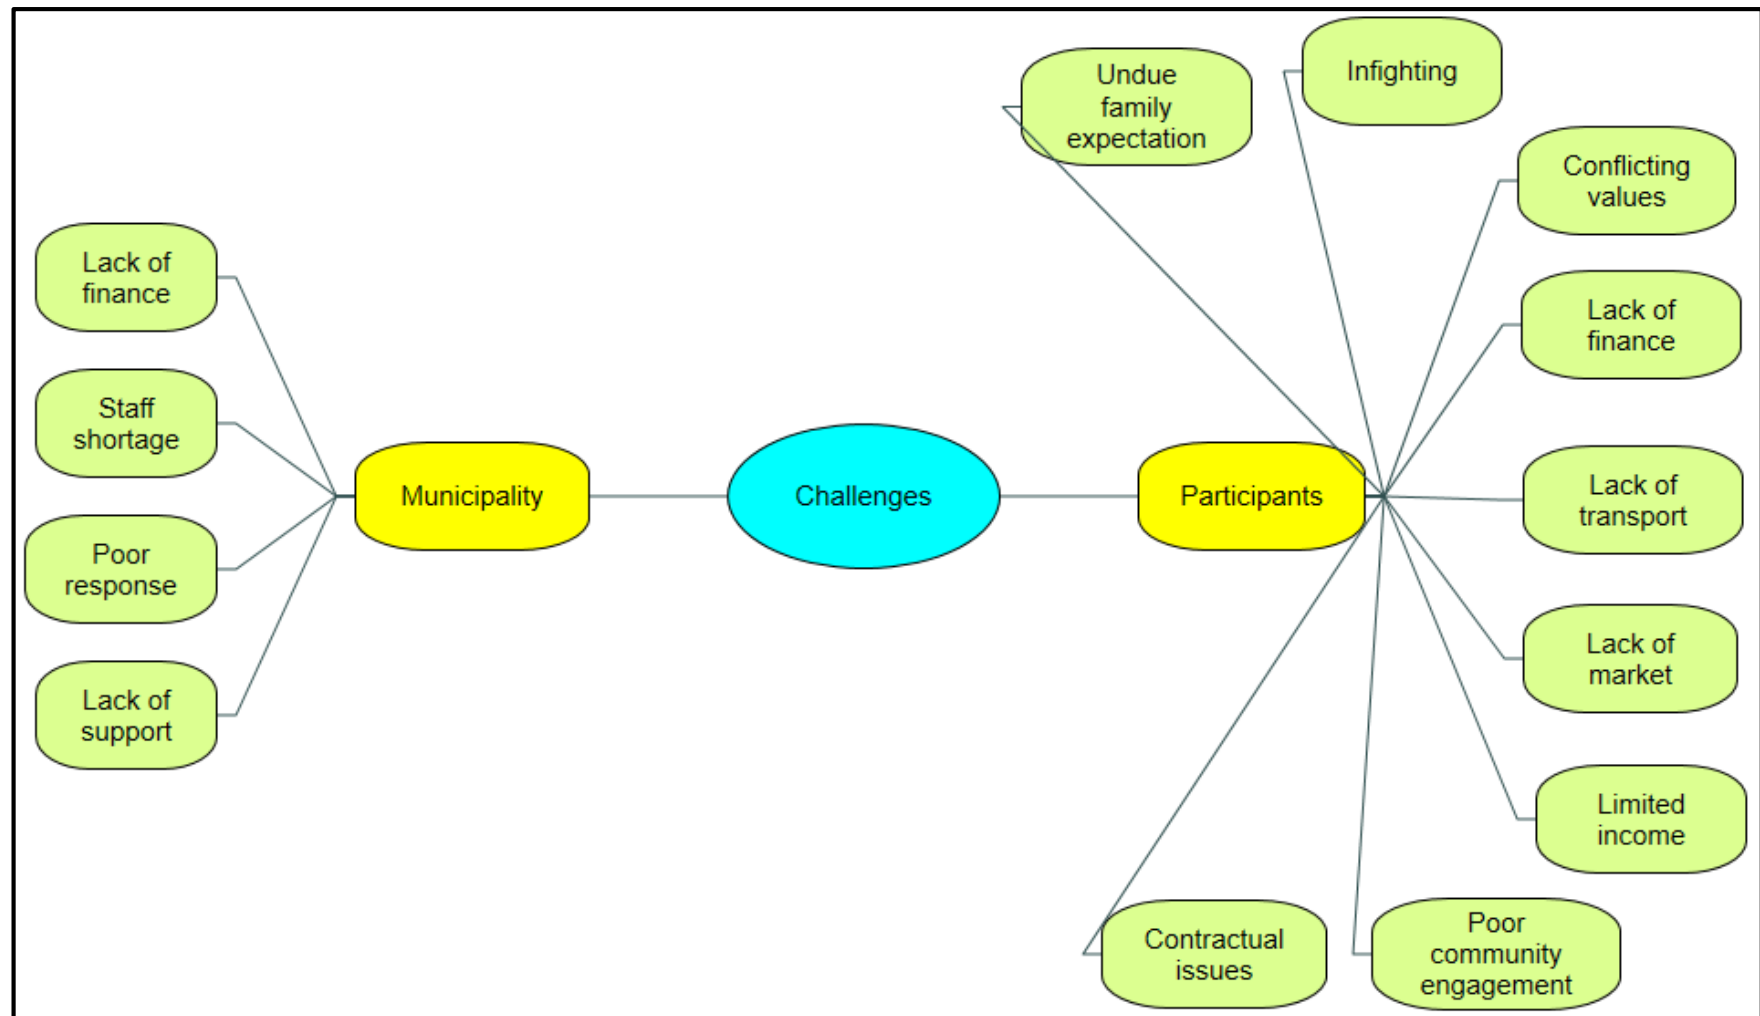 Undue
family
expectation
Infighting
Conflicting
values
Lack of
finance
Lack of
finance
Staff
shortage
Municipality
Challenges
Participants
Lack of
transport
Poor
response
Lack of
market
Lack of
support
Limited
income
Contractual
issues
Poor
community
engagement